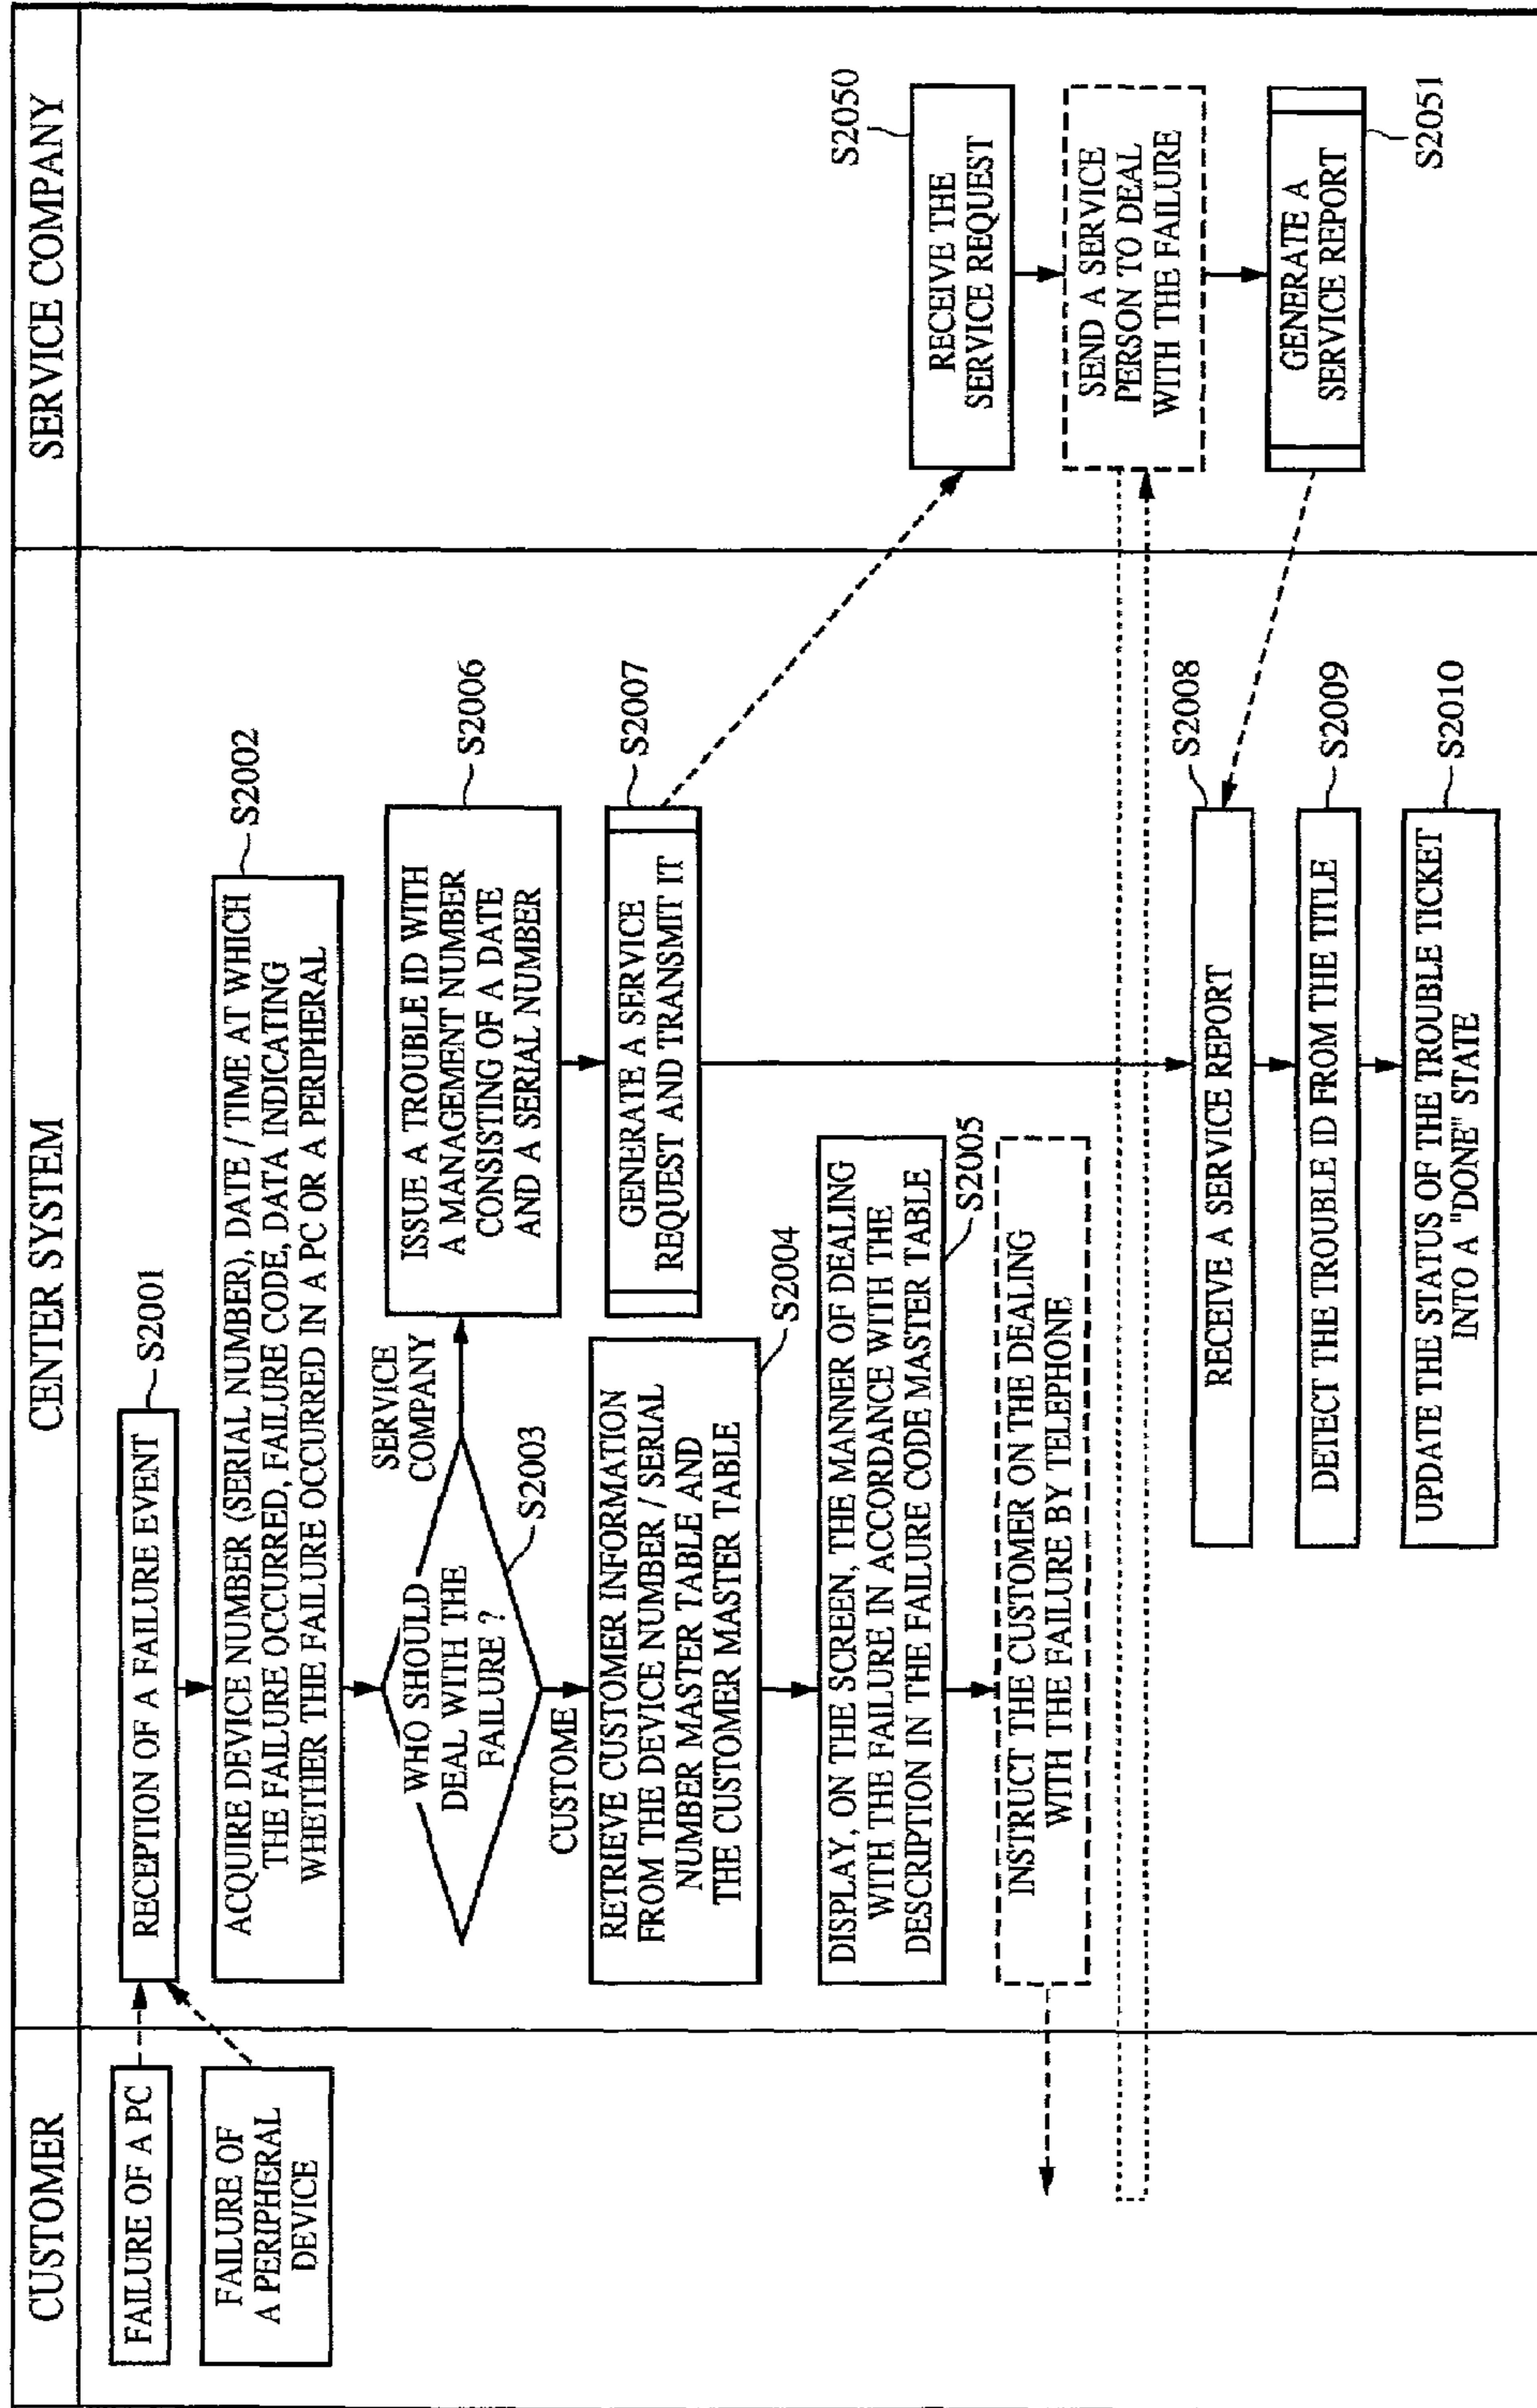 CUSTOMER
CENTER SYSTEM
SERVICE COMPANY
FAILURE OF A PC
FAILURE OF
A PERIPHERAL
DEVICE
RECEPTION OF A FAILURE EVENT
S2001
ACQUIRE DEVICE NUMBER (SERIAL NUMBER), DATE / TIME AT WHICH
THE FAILURE OCCURRED, FAILURE CODE, DATA INDICATING
WHETHER THE FAILURE OCCURRED IN A PC OR A PERIPHERAL
S2002
WHO SHOULD
DEAL WITH THE
FAILURE ?
S2003
SERVICE
COMPANY
CUSTOME
ISSUE A TROUBLE ID WITH
A MANAGEMENT NUMBER
CONSISTING OF A DATE
AND A SERIAL NUMBER
S2006
GENERATE A SERVICE
REQUEST AND TRANSMIT IT
S2007
RETRIEVE CUSTOMER INFORMATION
FROM THE DEVICE NUMBER / SERIAL
NUMBER MASTER TABLE AND
THE CUSTOMER MASTER TABLE
S2004
DISPLAY, ON THE SCREEN, THE MANNER OF DEALING
WITH THE FAILURE IN ACCORDANCE WITH THE
DESCRIPTION IN THE FAILURE CODE MASTER TABLE
S2005
INSTRUCT THE CUSTOMER ON THE DEALING
WITH THE FAILURE BY TELEPHONE
RECEIVE THE
SERVICE REQUEST
S2050
SEND A SERVICE
PERSON TO DEAL
WITH THE FAILURE
GENERATE A
SERVICE REPORT
S2051
RECEIVE A SERVICE REPORT
S2008
DETECT THE TROUBLE ID FROM THE TITLE
S2009
UPDATE THE STATUS OF THE TROUBLE TICKET
INTO A "DONE" STATE
S2010